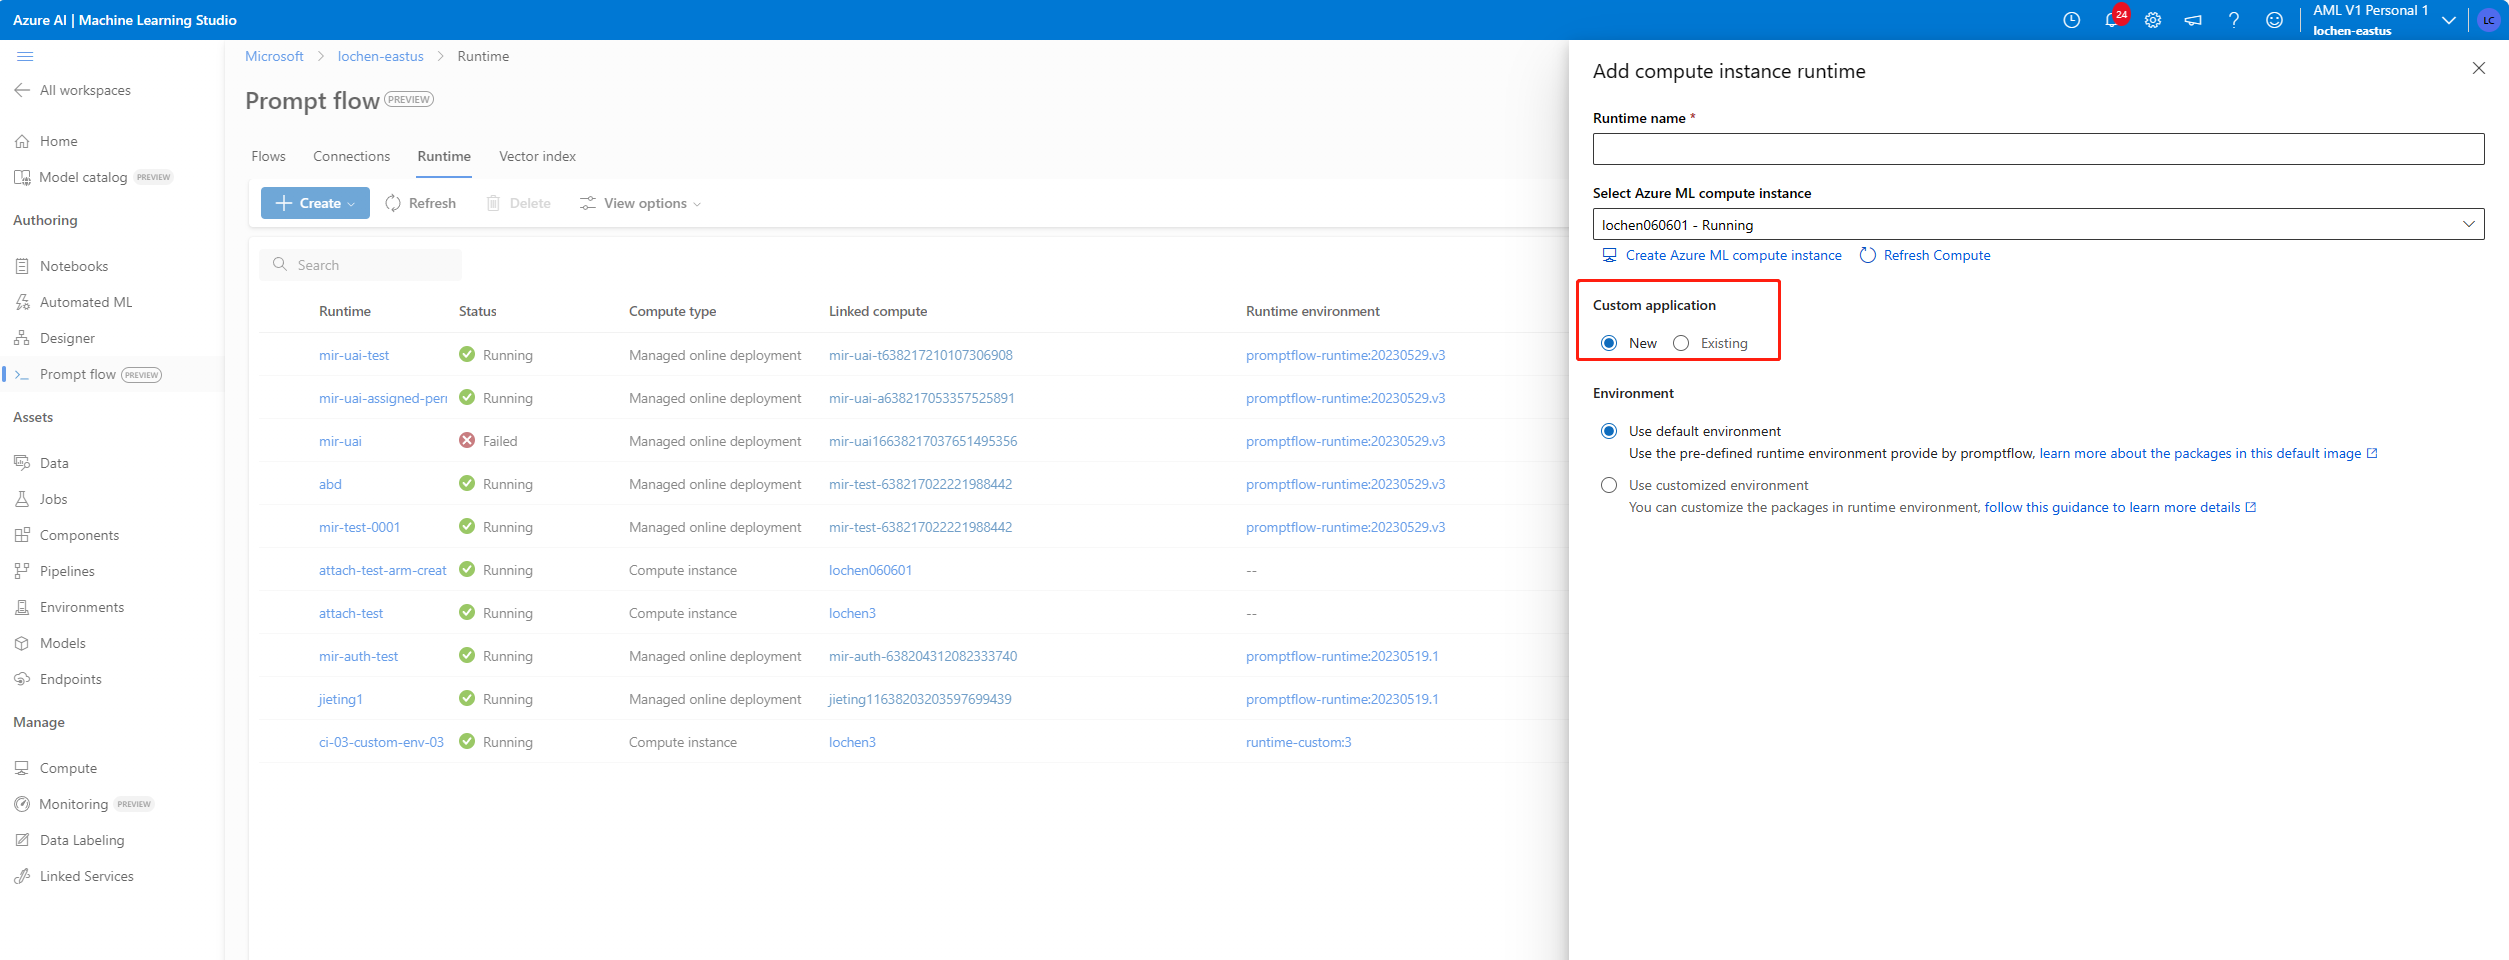 Azure AI | Machine Learning Studio
24
AML V1 Personal 1
lochen-eastus
LC
All workspaces
Home
Model catalog PREVIEW
Authoring
Notebooks
Automated ML
Designer
Prompt flow PREVIEW
Assets
Data
Jobs
Components
Pipelines
Environments
Models
Endpoints
Manage
Compute
Monitoring PREVIEW
Data Labeling
Linked Services
Microsoft > lochen-eastus > Runtime
Prompt flow PREVIEW
Flows Connections Runtime Vector index
Create Refresh Delete View options
Search
Runtime Status Compute type Linked compute Runtime environment
mir-uai-test Running Managed online deployment mir-uai-t638217210107306908 promptflow-runtime:20230529.v3
mir-uai-assigned-peri Running Managed online deployment mir-uai-a638217053357525891 promptflow-runtime:20230529.v3
mir-uai Failed Managed online deployment mir-uai16638217037651495356 promptflow-runtime:20230529.v3
abd Running Managed online deployment mir-test-638217022221988442 promptflow-runtime:20230529.v3
mir-test-0001 Running Managed online deployment mir-test-638217022221988442 promptflow-runtime:20230529.v3
attach-test-arm-creat Running Compute instance lochen060601 --
attach-test Running Compute instance lochen3 --
mir-auth-test Running Managed online deployment mir-auth-638204312082333740 promptflow-runtime:20230519.1
jieting1 Running Managed online deployment jieting11638203203597699439 promptflow-runtime:20230519.1
ci-03-custom-env-03 Running Compute instance lochen3 runtime-custom:3
Add compute instance runtime
Runtime name *
Select Azure ML compute instance
lochen060601 - Running
Create Azure ML compute instance Refresh Compute
Custom application
New Existing
Environment
Use default environment
Use the pre-defined runtime environment provide by promptflow, learn more about the packages in this default image
Use customized environment
You can customize the packages in runtime environment, follow this guidance to learn more details